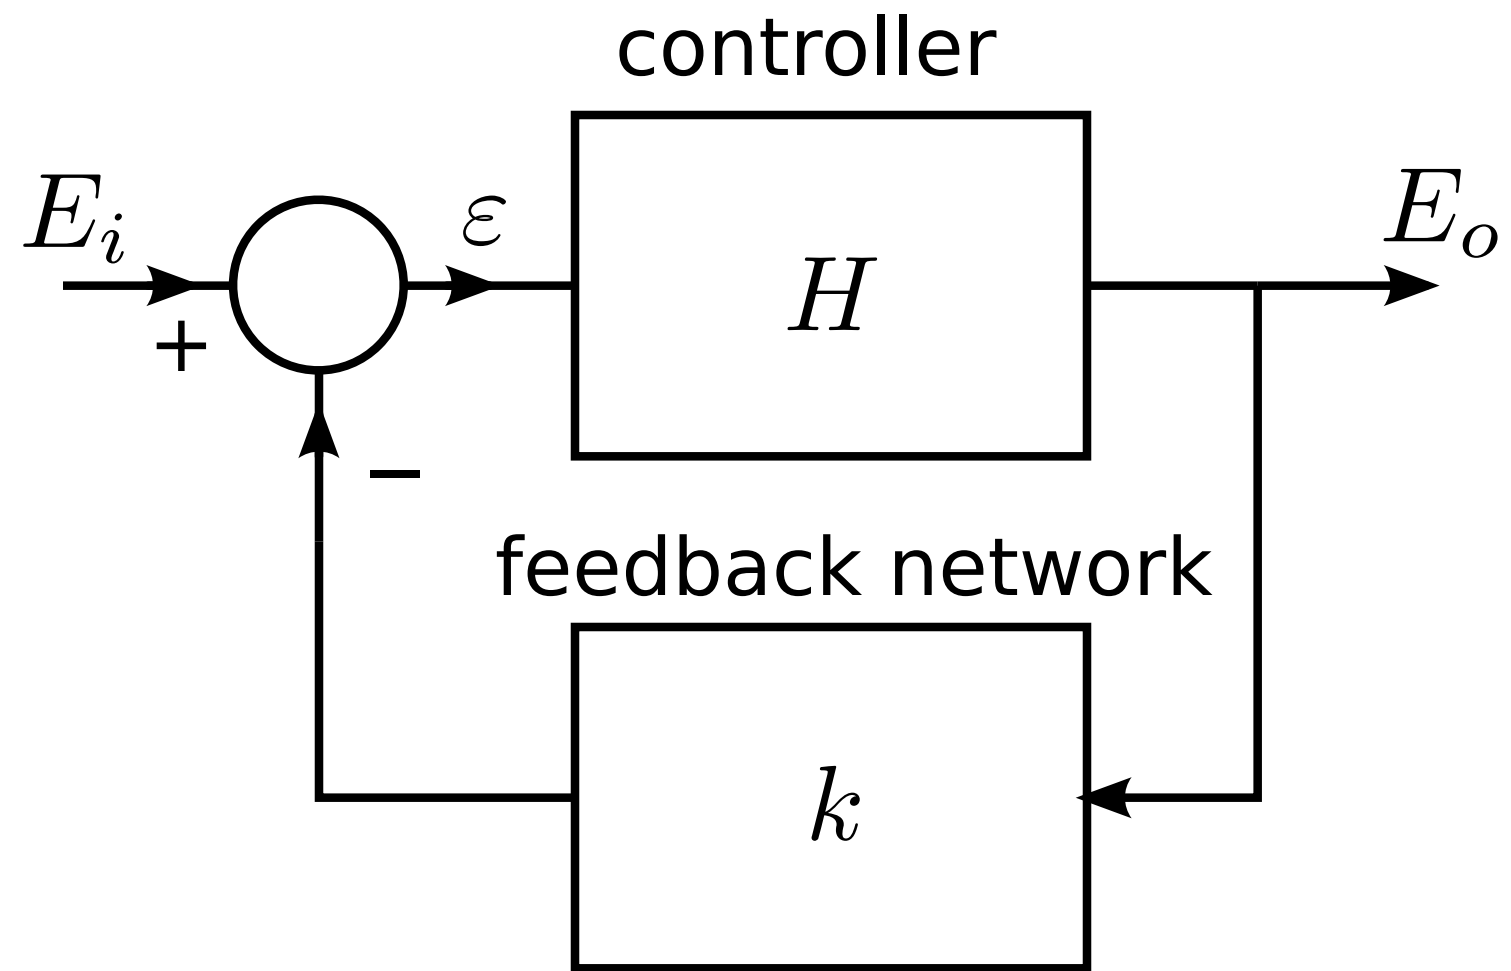 controller
E_i
ε
E_o
H
+
−
feedback network
k